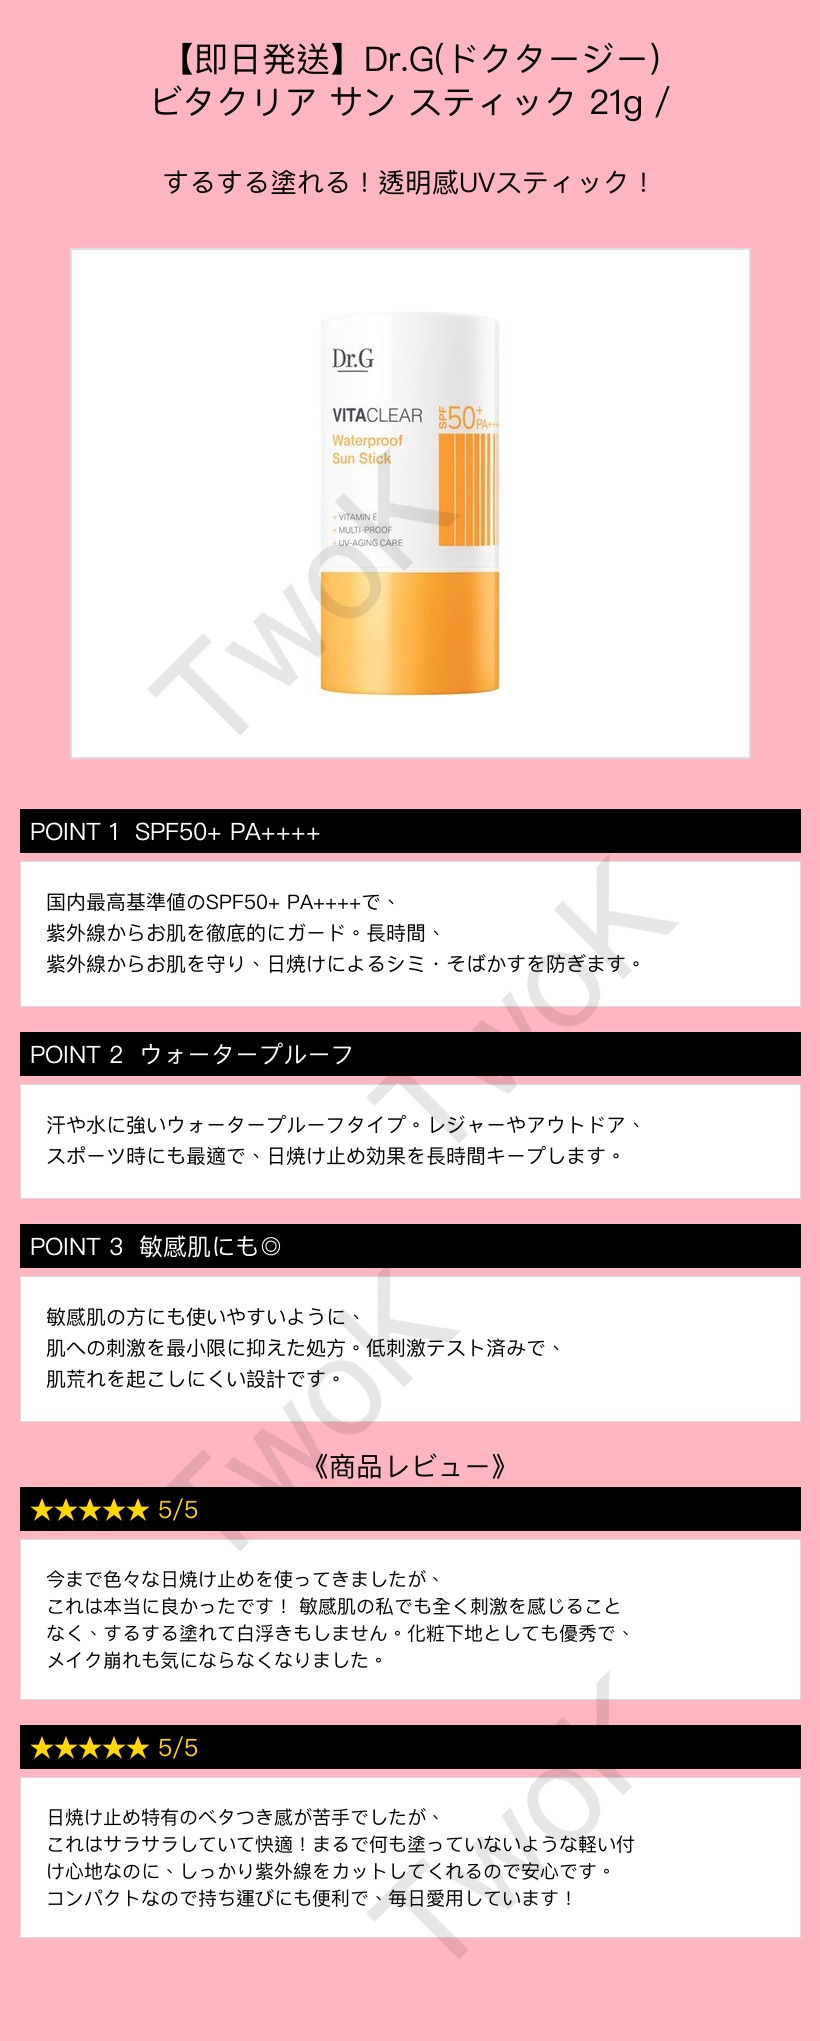 【即日発送】Dr.G(ドクタージー)
ビタクリア サン スティック 21g /
するする塗れる！透明感UVスティック！
Dr.G
VITACLEAR
SPF50+
PA++++
Waterproof
Sun Stick
+ VITAMIN E
+ MULTI-PROOF
+ UV-AGING CARE
TwoK
POINT 1 SPF50+ PA++++
国内最高基準値のSPF50+ PA++++で、
紫外線からお肌を徹底的にガード。長時間、
紫外線からお肌を守り、日焼けによるシミ・そばかすを防ぎます。
TwoK
POINT 2 ウォータープルーフ
汗や水に強いウォータープルーフタイプ。レジャーやアウトドア、
スポーツ時にも最適で、日焼け止め効果を長時間キープします。
POINT 3 敏感肌にも◎
敏感肌の方にも使いやすいように、
肌への刺激を最小限に抑えた処方。低刺激テスト済みで、
肌荒れを起こしにくい設計です。
TwoK
《商品レビュー》
★★★★★ 5/5
今まで色々な日焼け止めを使ってきましたが、
これは本当に良かったです！ 敏感肌の私でも全く刺激を感じること
なく、するする塗れて白浮きもしません。化粧下地としても優秀で、
メイク崩れも気にならなくなりました。
★★★★★ 5/5
日焼け止め特有のベタつき感が苦手でしたが、
これはサラサラしていて快適！まるで何も塗っていないような軽い付
け心地なのに、しっかり紫外線をカットしてくれるので安心です。
コンパクトなので持ち運びにも便利で、毎日愛用しています！
TwoK